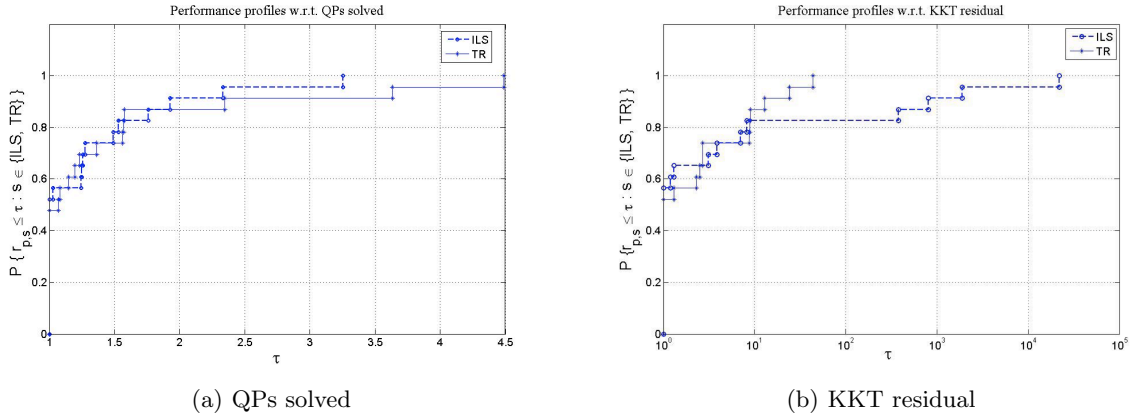 Performance profiles w.r.t. QPs solved
ILS
TR
P { r_{p,s} ≤ τ : s ∈ {ILS, TR} }
1
0.8
0.6
0.4
0.2
0
1
1.5
2
2.5
3
3.5
4
4.5
τ
(a) QPs solved
Performance profiles w.r.t. KKT residual
ILS
TR
P { r_{p,s} ≤ τ : s ∈ {ILS, TR} }
1
0.8
0.6
0.4
0.2
0
10^0
10^1
10^2
10^3
10^4
10^5
τ
(b) KKT residual